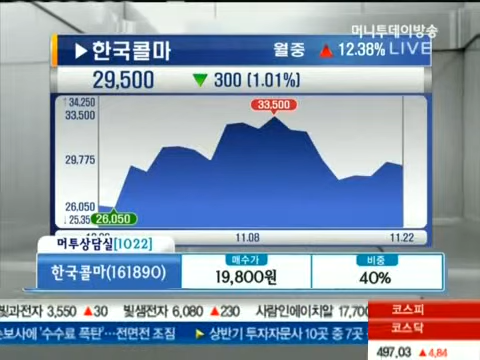 머니투데이방송
LIVE
▶한국콜마 월중 ▲ 12.38%
29,500 ▼ 300 (1.01%)
↑34,250
33,500
33,500
29,775
26,050
26,050
↓25,35
11.08 11.22
머투상담실[1022]
한국콜마(161890)
매수가 비중
19,800원 40%
빛과전자 3,550 ▲30 빛샘전자 6,080 ▲230 사람인에이치알 17,700
손보사에 '수수료 폭탄'…전면전 조짐 ▶ 상반기 투자자문사 10곳 중 7곳
코스피
코스닥
497.03 ▲4.84